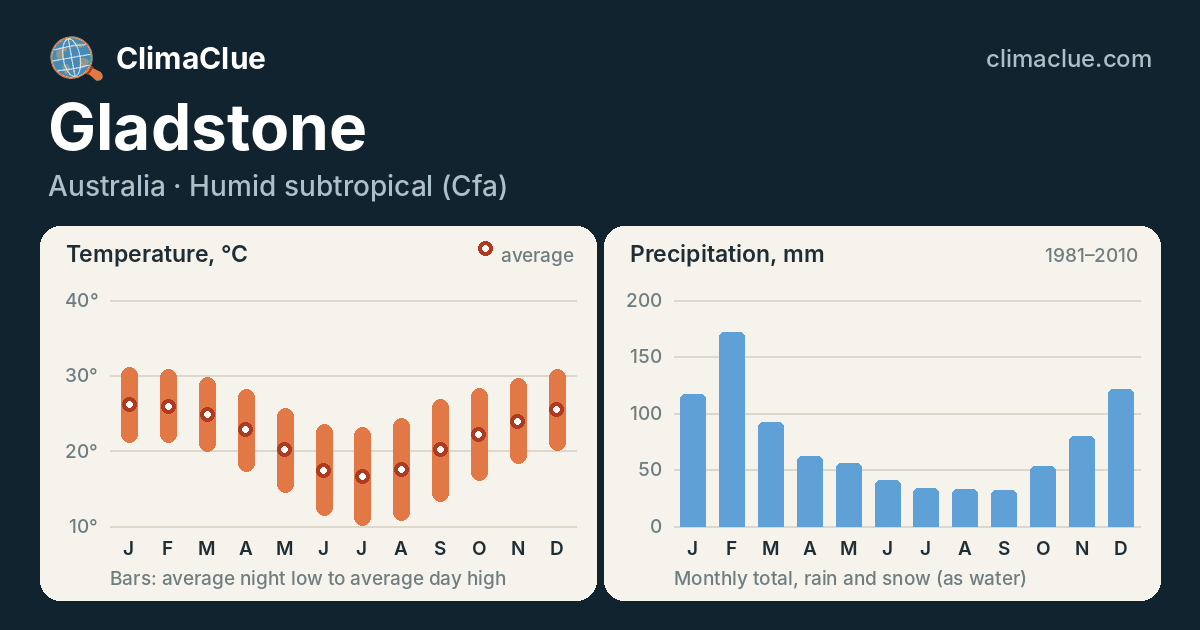 ClimaClue
climaclue.com
Gladstone
Australia · Humid subtropical (Cfa)
Temperature, °C
average
40°
30°
20°
10°
J F M A M J J A S O N D
Bars: average night low to average day high
Precipitation, mm
1981–2010
200
150
100
50
0
J F M A M J J A S O N D
Monthly total, rain and snow (as water)